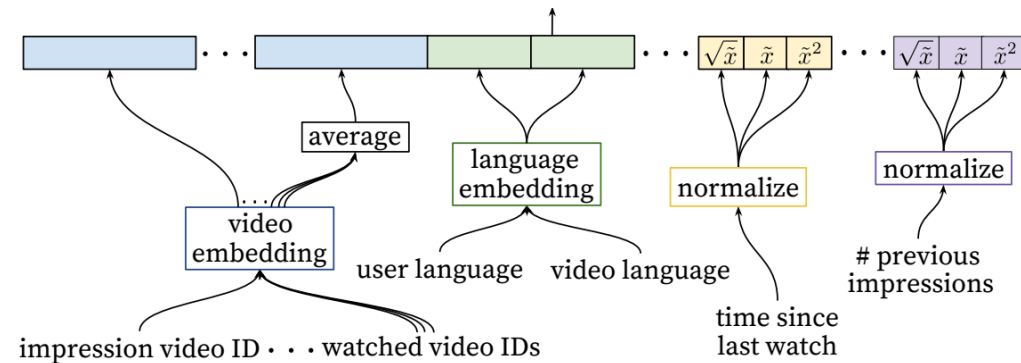 . . .
. . .
√x̃ x̃ x̃²
. . .
√x̃ x̃ x̃²
average
language
embedding
normalize
normalize
. . . .
video
embedding
user language
video language
# previous
impressions
time since
last watch
impression video ID . . . watched video IDs